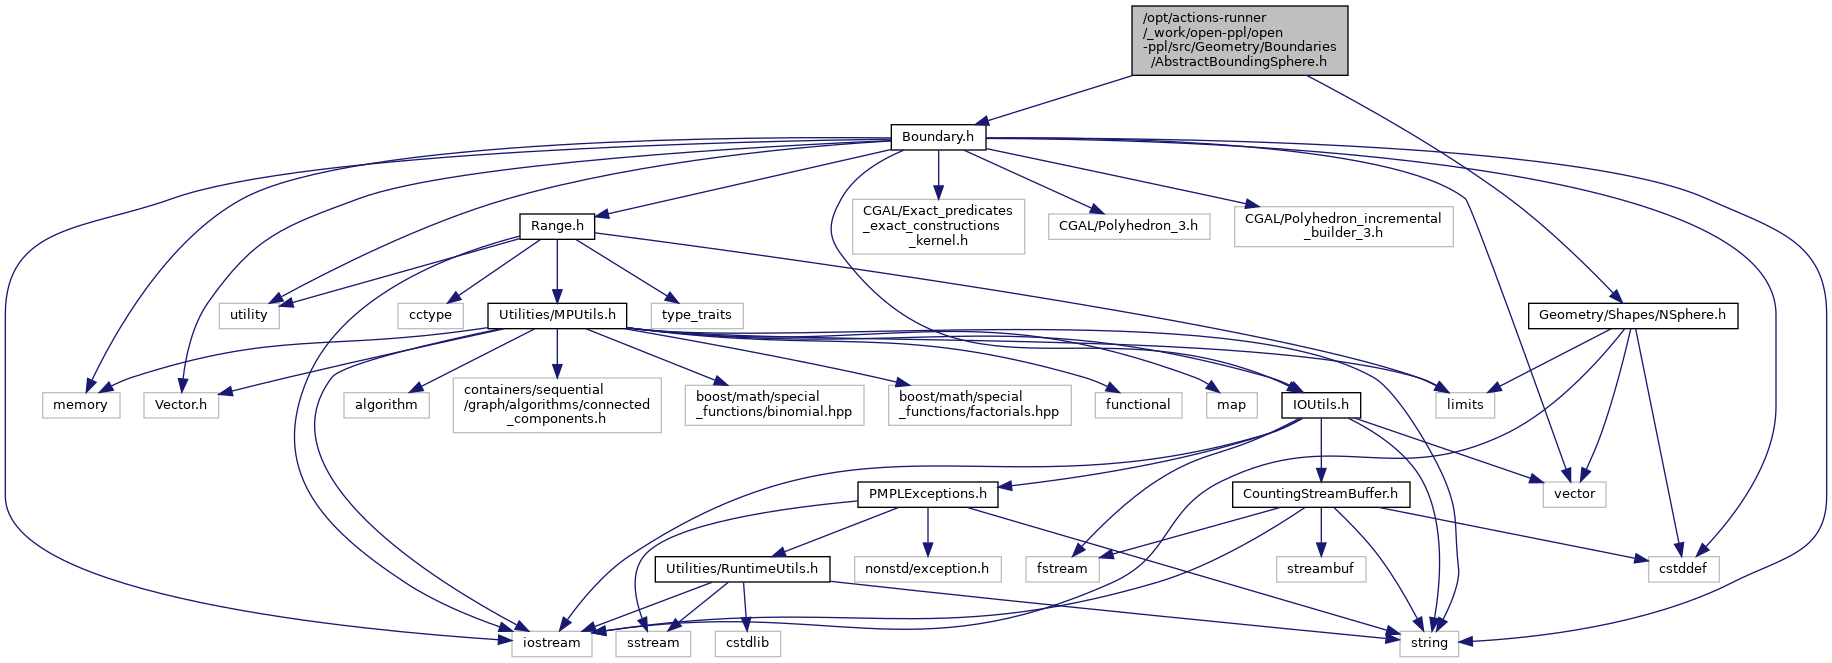 /opt/actions-runner
/_work/open-ppl/open
-ppl/src/Geometry/Boundaries
/AbstractBoundingSphere.h
Boundary.h
Range.h
CGAL/Exact_predicates
_exact_constructions
_kernel.h
CGAL/Polyhedron_3.h
CGAL/Polyhedron_incremental
_builder_3.h
utility
cctype
Utilities/MPUtils.h
type_traits
Geometry/Shapes/NSphere.h
memory
Vector.h
algorithm
containers/sequential
/graph/algorithms/connected
_components.h
boost/math/special
_functions/binomial.hpp
boost/math/special
_functions/factorials.hpp
functional
map
IOUtils.h
limits
PMPLExceptions.h
CountingStreamBuffer.h
vector
Utilities/RuntimeUtils.h
nonstd/exception.h
fstream
streambuf
cstddef
iostream
sstream
cstdlib
string